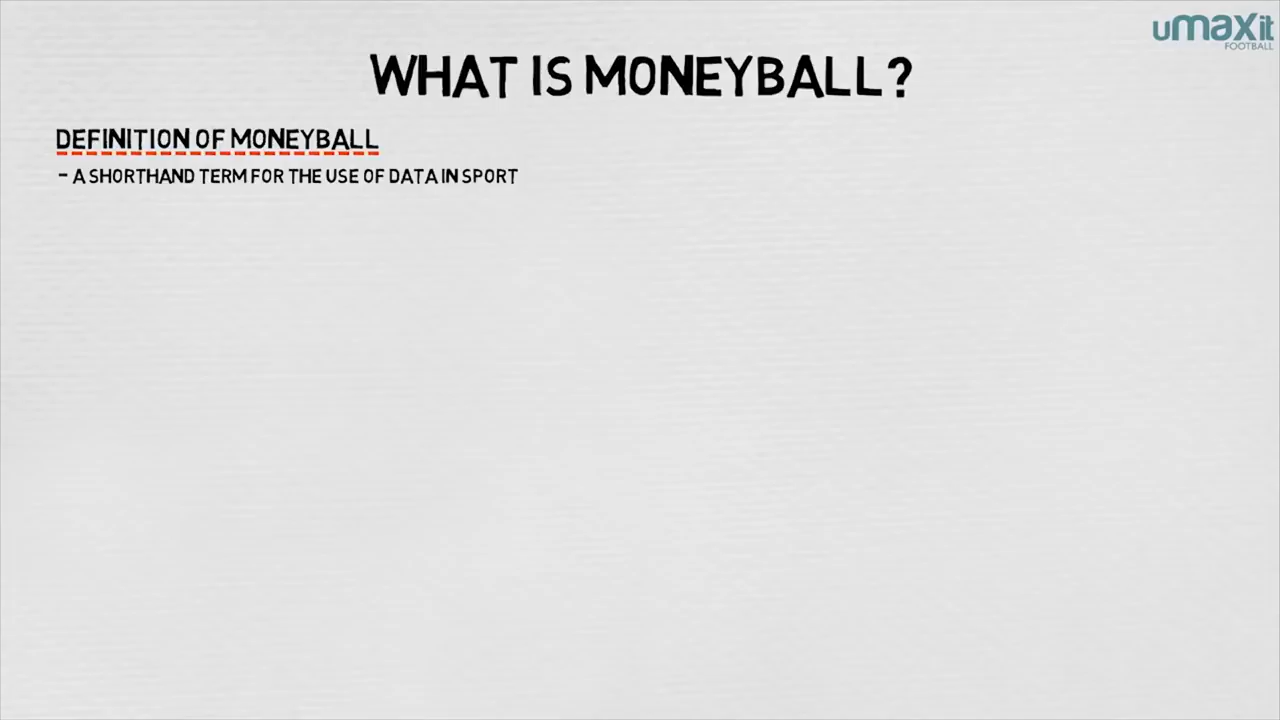 umaxit
FOOTBALL
WHAT IS MONEYBALL?
DEFINITION OF MONEYBALL
- A SHORTHAND TERM FOR THE USE OF DATA IN SPORT